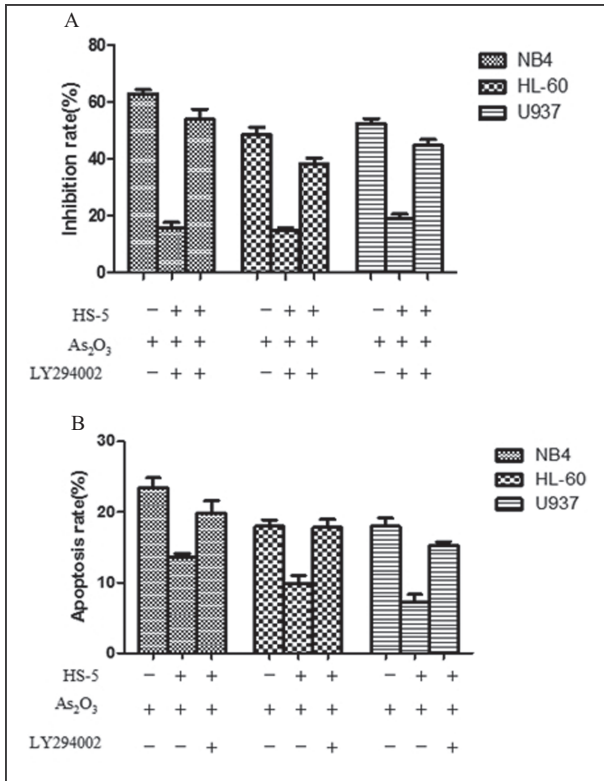 A
80
60
40
20
0
Inhibition rate(%)
NB4
HL-60
U937
HS-5 − + + − + + − + +
As₂O₃ + + + + + + + + +
LY294002 − + + − + + − + +
B
30
20
10
0
Apoptosis rate(%)
NB4
HL-60
U937
HS-5 − + + − + + − + +
As₂O₃ + + + + + + + + +
LY294002 − − + − − + − − +